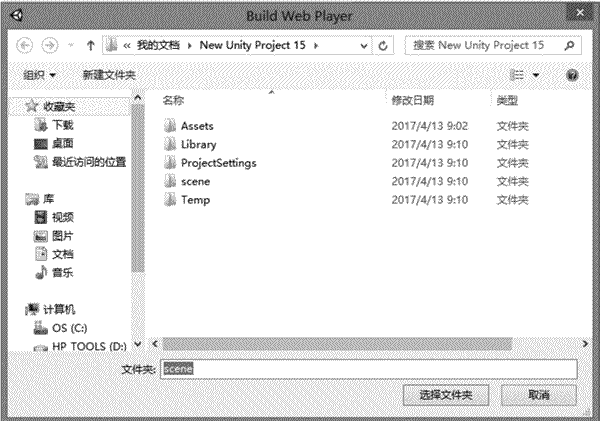 Build Web Player
« 我的文档 › New Unity Project 15 ›
搜索 New Unity Project 15
组织 新建文件夹
名称 修改日期 类型
收藏夹
下载
桌面
最近访问的位置
库
视频
图片
文档
音乐
计算机
OS (C:)
HP_TOOLS (D:)
Assets 2017/4/13 9:02 文件夹
Library 2017/4/13 9:10 文件夹
ProjectSettings 2017/4/13 9:10 文件夹
scene 2017/4/13 9:10 文件夹
Temp 2017/4/13 9:10 文件夹
文件夹: scene
选择文件夹 取消